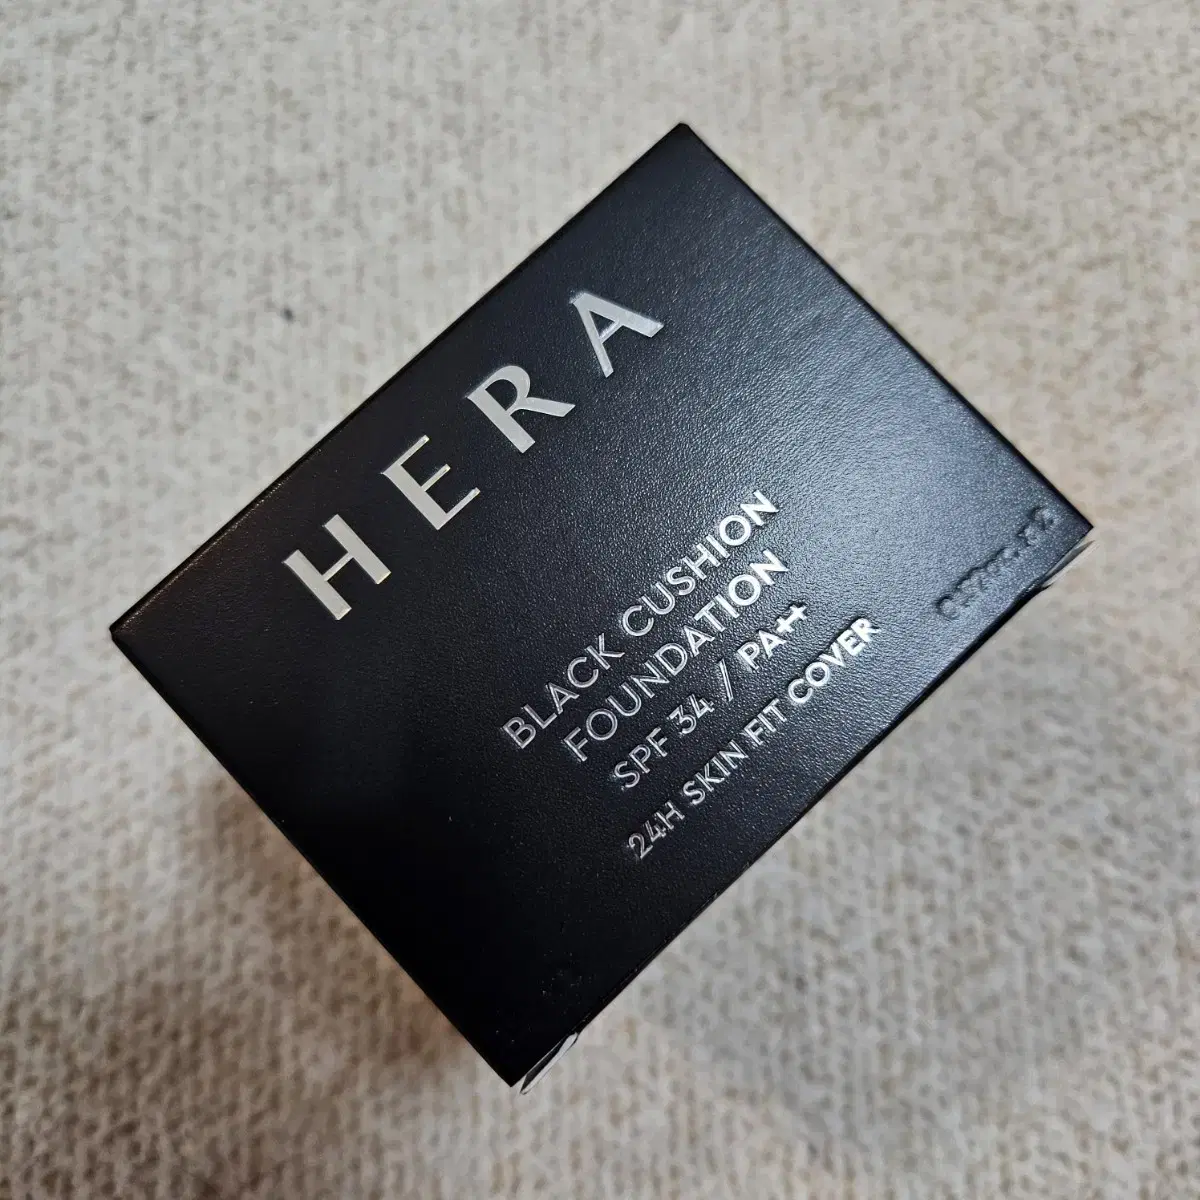 HERA
BLACK CUSHION
FOUNDATION
SPF 34 / PA++
24H SKIN FIT COVER